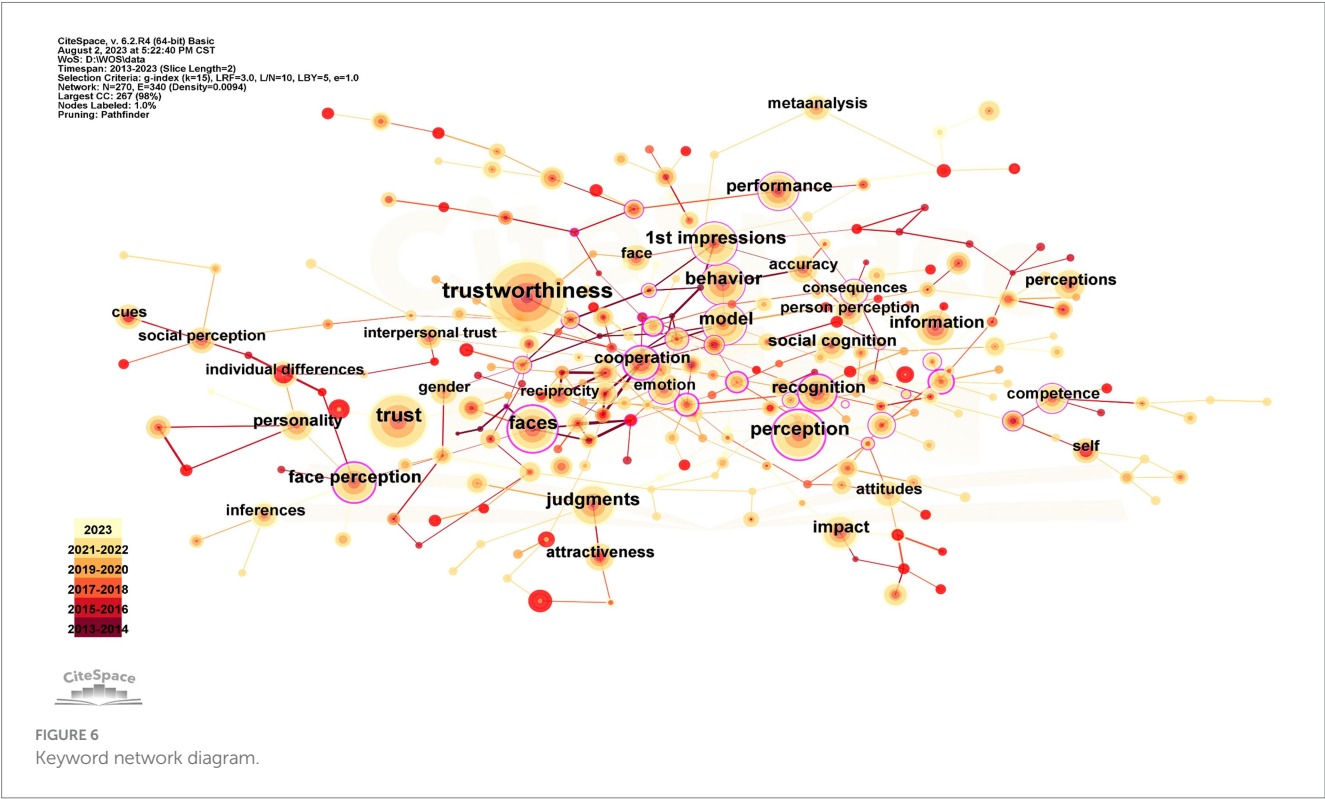 CiteSpace, v. 6.2.R4 (64-bit) Basic
August 2, 2023 at 5:22:40 PM CST
WoS: D:\WOS\data
Timespan: 2013-2023 (Slice Length=2)
Selection Criteria: g-index (k=15), LRF=3.0, L/N=10, LBY=5, e=1.0
Network: N=270, E=340 (Density=0.0094)
Largest CC: 267 (98%)
Nodes Labeled: 1.0%
Pruning: Pathfinder
metaanalysis
performance
1st impressions
face
accuracy
behavior
perceptions
consequences
trustworthiness
person perception
cues
model
information
social perception
interpersonal trust
social cognition
cooperation
individual differences
gender
reciprocity
emotion
recognition
competence
personality
trust
faces
perception
self
face perception
attitudes
judgments
inferences
impact
attractiveness
2023
2021-2022
2019-2020
2017-2018
2015-2016
2013-2014
CiteSpace
FIGURE 6
Keyword network diagram.